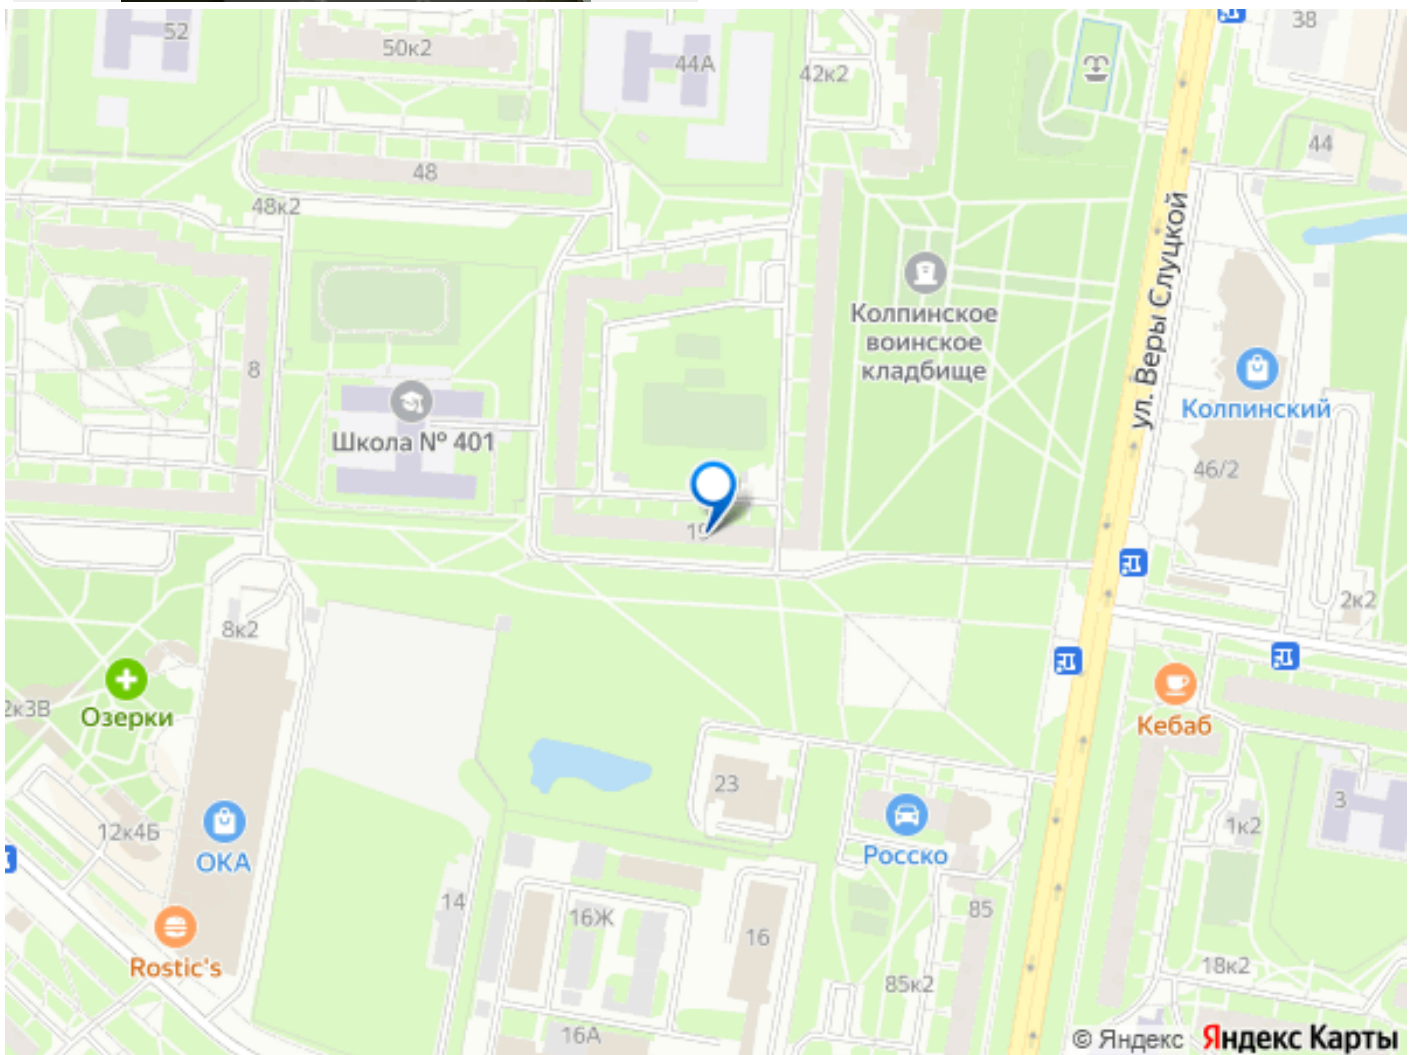 52
50к2
44А
42к2
38
44
48
48к2
ул. Веры Слуцкой
Колпинское
воинское
кладбище
8
Школа № 401
Колпинский
46/2
19
2к2
8к2
Озерки
2к3В
Кебаб
23
3
12к4Б
ОКА
Росско
1к2
14
16Ж
16
85
Rostic's
18к2
85к2
16А
© Яндекс Яндекс Карты